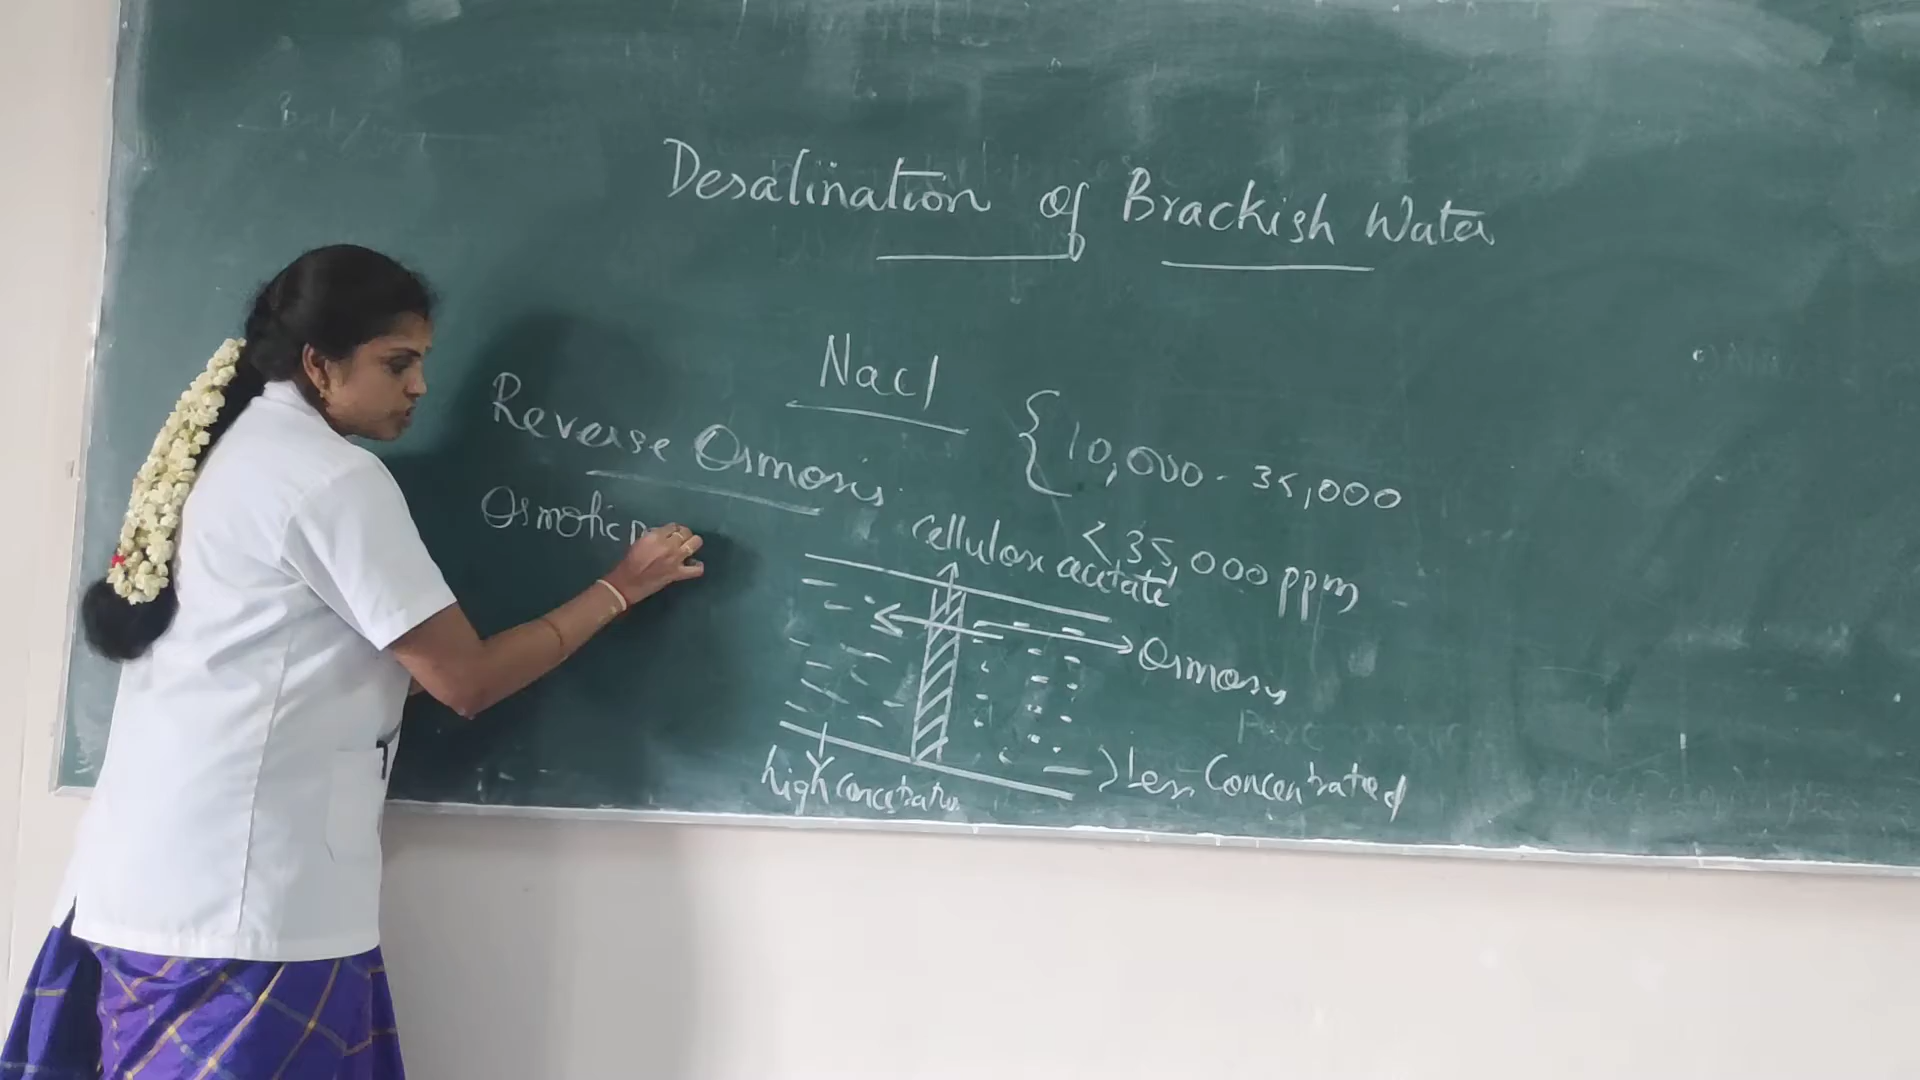 Desalination of Brackish Water
Nacl
Reverse Osmosis
{ 10,000 - 35,000
Osmotic
< 35,000 ppm
cellulose acetate
Osmosis
high concetration
Less Concentrated